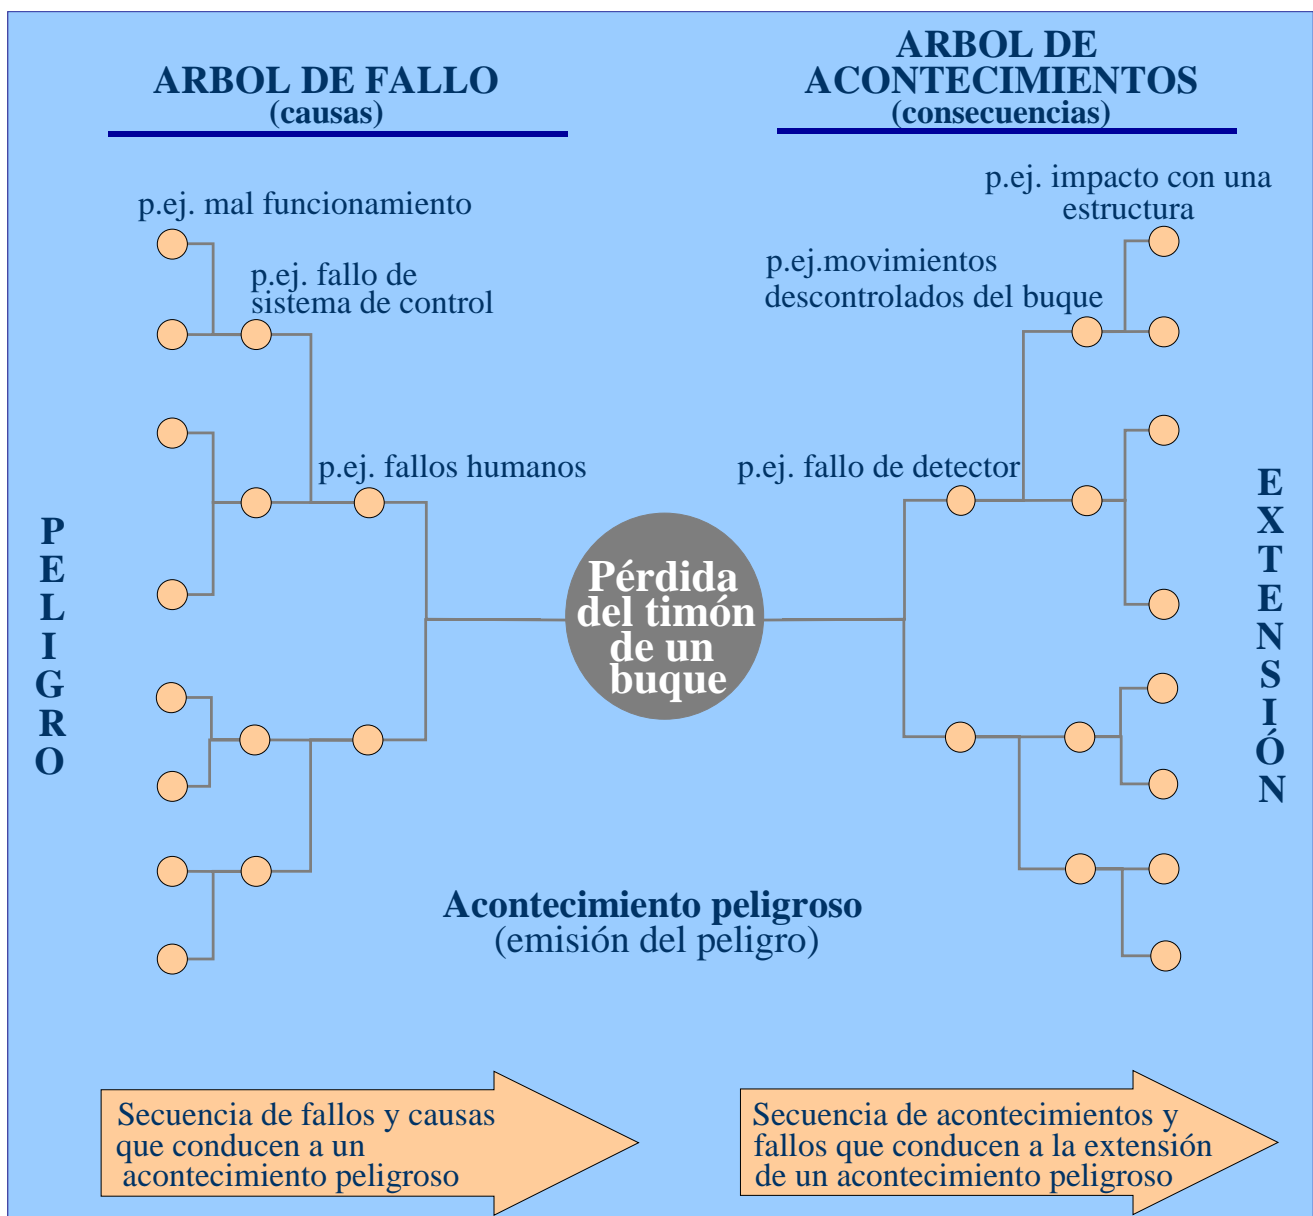 ARBOL DE FALLO
(causas)
ARBOL DE
ACONTECIMIENTOS
(consecuencias)
p.ej. mal funcionamiento
p.ej. fallo de
sistema de control
p.ej. fallos humanos
p.ej. impacto con una
estructura
p.ej.movimientos
descontrolados del buque
p.ej. fallo de detector
PELIGRO
Pérdida
del timón
de un
buque
EXTENSIÓN
Acontecimiento peligroso
(emisión del peligro)
Secuencia de fallos y causas
que conducen a un
acontecimiento peligroso
Secuencia de acontecimientos y
fallos que conducen a la extensión
de un acontecimiento peligroso